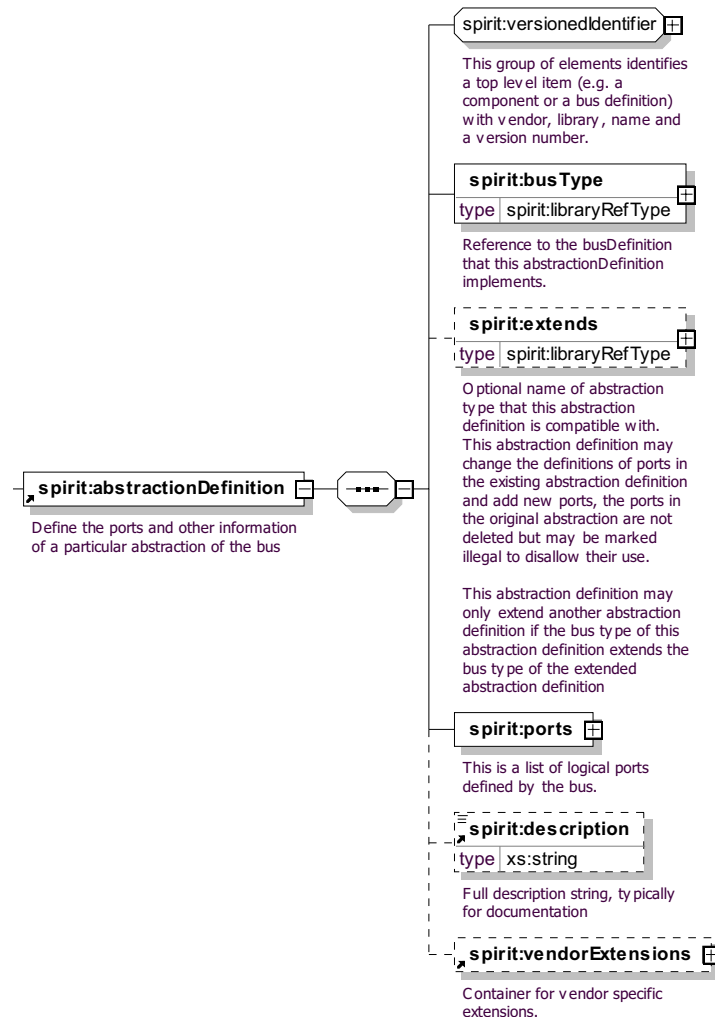 spirit:versionedIdentifier
This group of elements identifies
a top level item (e.g. a
component or a bus definition)
with vendor, library, name and
a version number.
spirit:busType
type spirit:libraryRefType
Reference to the busDefinition
that this abstractionDefinition
implements.
spirit:extends
type spirit:libraryRefType
Optional name of abstraction
type that this abstraction
definition is compatible with.
This abstraction definition may
change the definitions of ports in
the existing abstraction definition
and add new ports, the ports in
the original abstraction are not
deleted but may be marked
illegal to disallow their use.
This abstraction definition may
only extend another abstraction
definition if the bus type of this
abstraction definition extends the
bus type of the extended
abstraction definition
spirit:abstractionDefinition
Define the ports and other information
of a particular abstraction of the bus
spirit:ports
This is a list of logical ports
defined by the bus.
spirit:description
type xs:string
Full description string, typically
for documentation
spirit:vendorExtensions
Container for vendor specific
extensions.